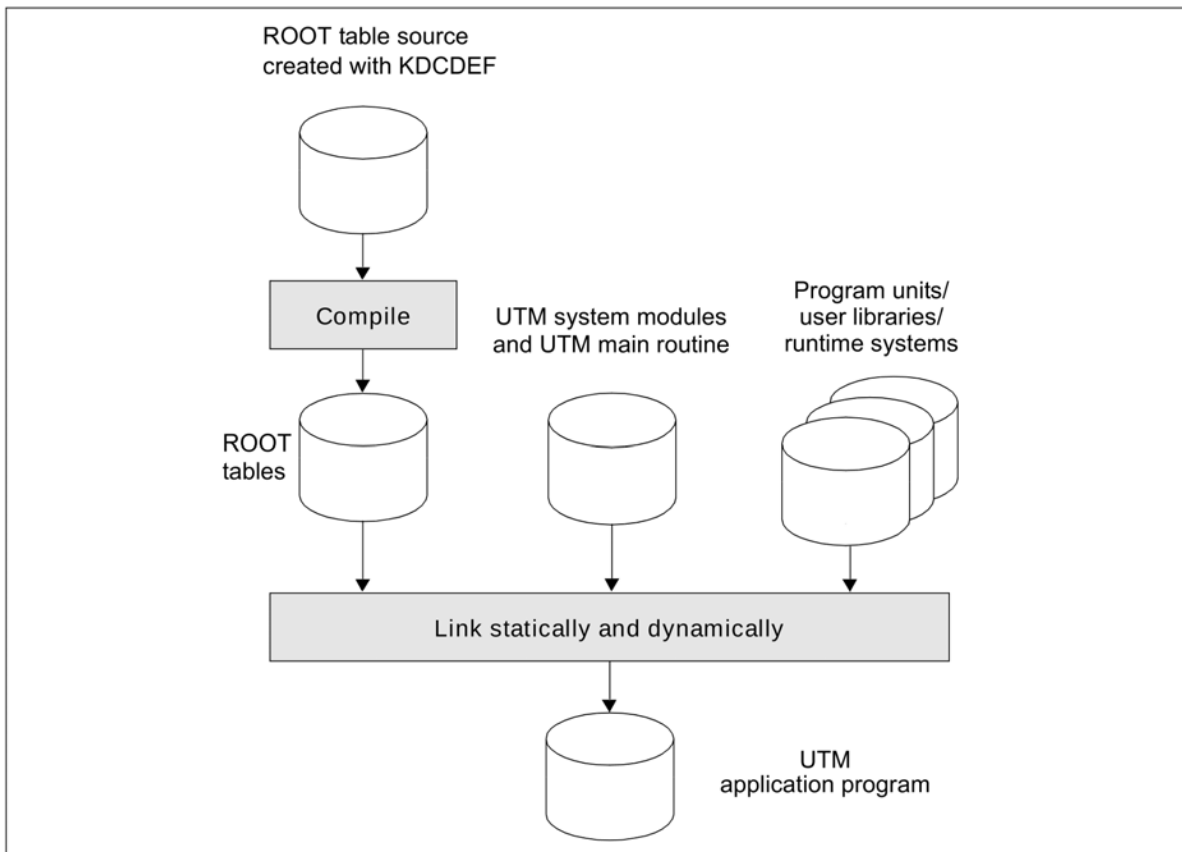 ROOT table source
created with KDCDEF
Compile
UTM system modules
and UTM main routine
Program units/
user libraries/
runtime systems
ROOT
tables
Link statically and dynamically
UTM
application program